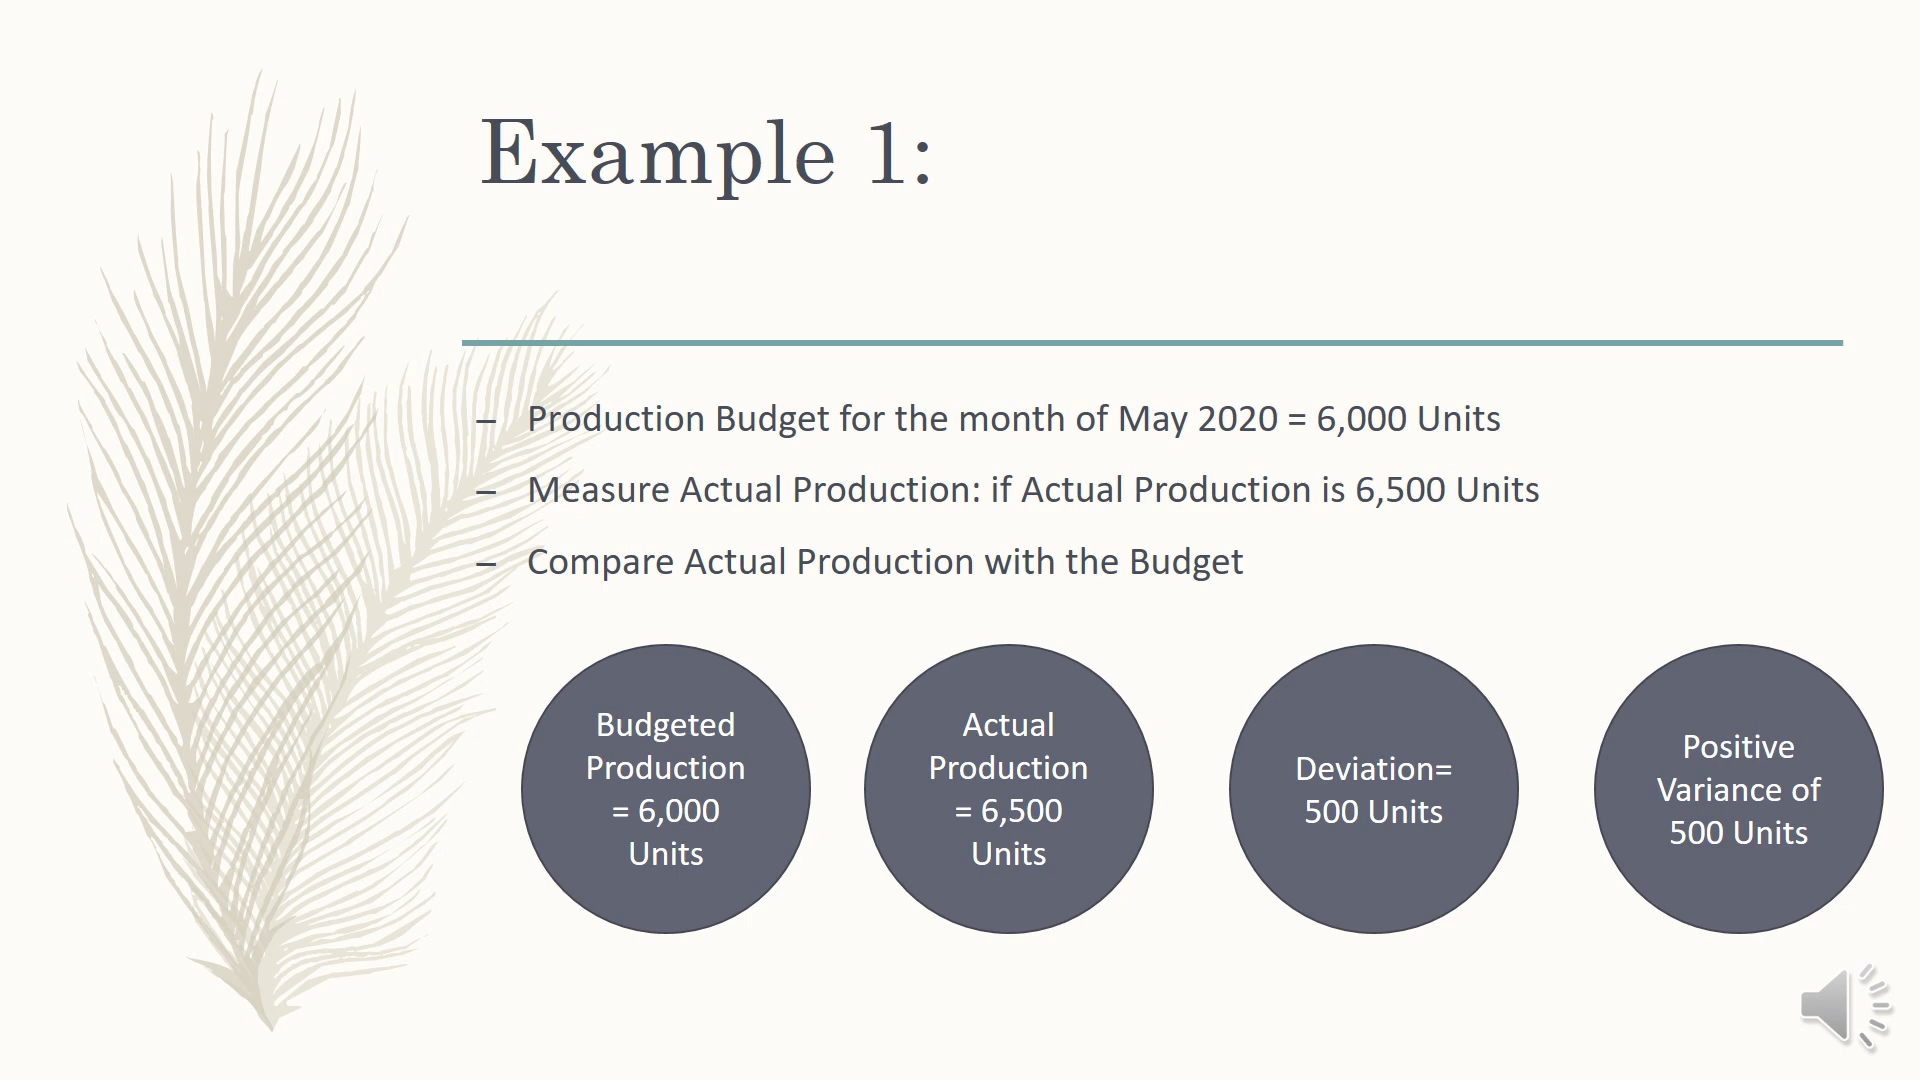 Example 1:
– Production Budget for the month of May 2020 = 6,000 Units
– Measure Actual Production: if Actual Production is 6,500 Units
– Compare Actual Production with the Budget
Budgeted
Production
= 6,000
Units
Actual
Production
= 6,500
Units
Deviation=
500 Units
Positive
Variance of
500 Units